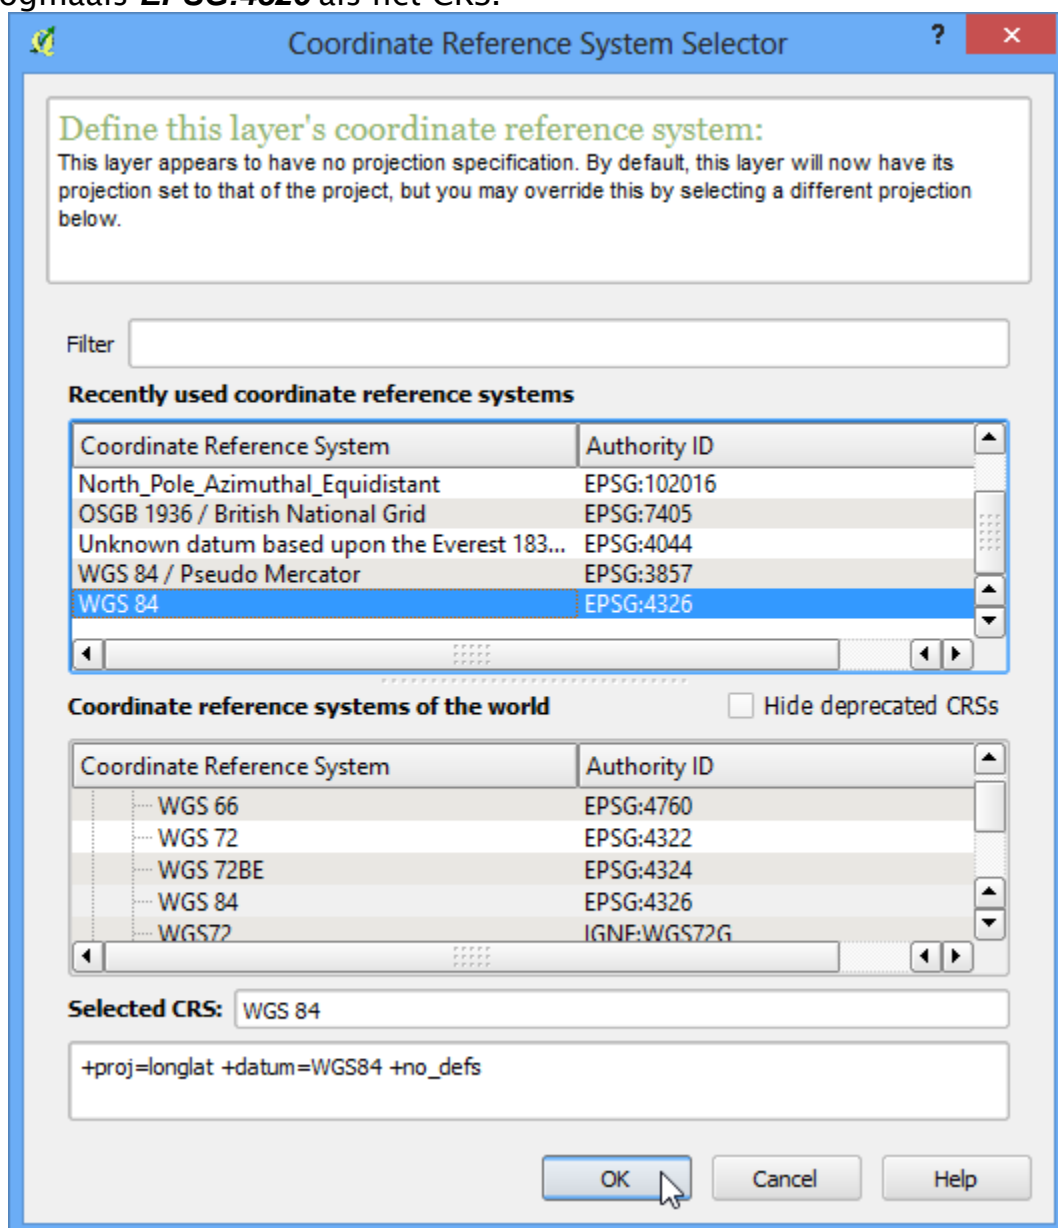 als het CRS.
Coordinate Reference System Selector ? ×
Define this layer's coordinate reference system:
This layer appears to have no projection specification. By default, this layer will now have its
projection set to that of the project, but you may override this by selecting a different projection
below.
Filter
Recently used coordinate reference systems
Coordinate Reference System Authority ID
North_Pole_Azimuthal_Equidistant EPSG:102016
OSGB 1936 / British National Grid EPSG:7405
Unknown datum based upon the Everest 183... EPSG:4044
WGS 84 / Pseudo Mercator EPSG:3857
WGS 84 EPSG:4326
Coordinate reference systems of the world Hide deprecated CRSs
Coordinate Reference System Authority ID
WGS 66 EPSG:4760
WGS 72 EPSG:4322
WGS 72BE EPSG:4324
WGS 84 EPSG:4326
WGS72 IGNF:WGS72G
Selected CRS: WGS 84
+proj=longlat +datum=WGS84 +no_defs
OK Cancel Help